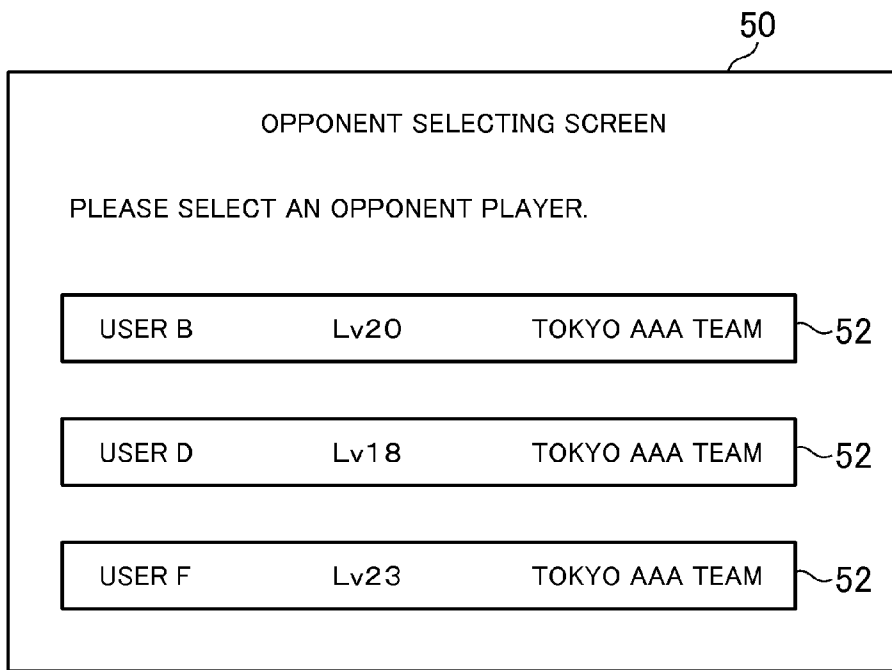 50
OPPONENT SELECTING SCREEN
PLEASE SELECT AN OPPONENT PLAYER.
USER B Lv20 TOKYO AAA TEAM 52
USER D Lv18 TOKYO AAA TEAM 52
USER F Lv23 TOKYO AAA TEAM 52